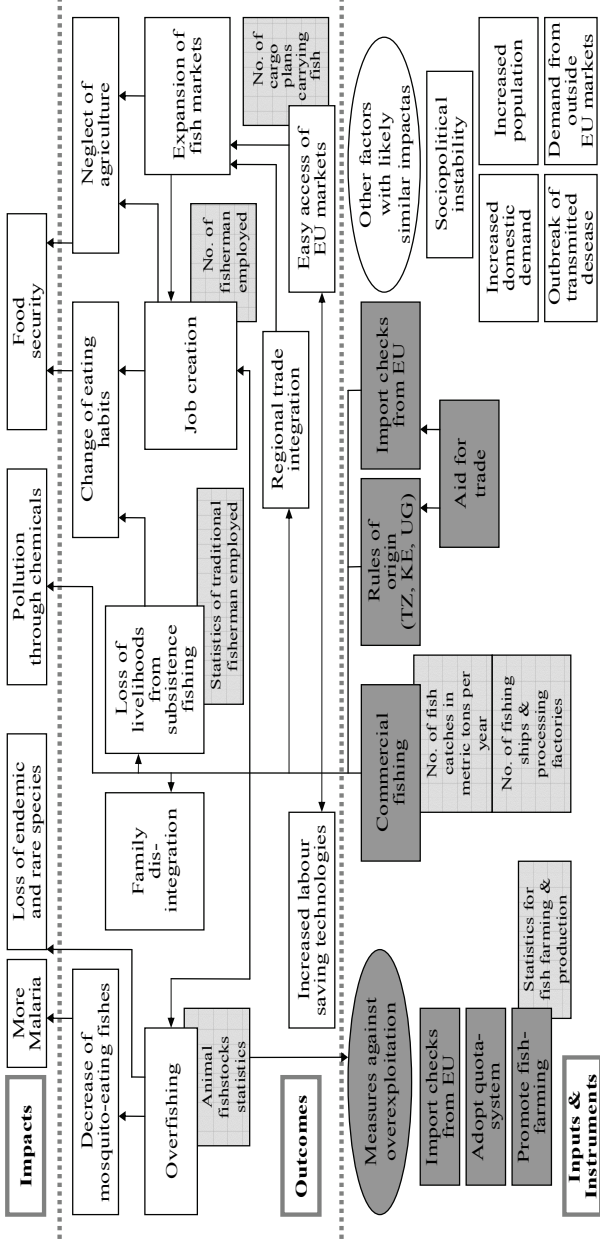 Impacts
More
Malaria
Loss of endemic
and rare species
Pollution
through chemicals
Food
security
Decrease of
mosquito-eating fishes
Change of eating
habits
Neglect of
agriculture
Overfishing
Animal
fishstocks
statistics
Family
dis-
integration
Loss of
livelihoods
from
subsistence
fishing
Statistics of traditional
fisherman employed
Job creation
No. of
fisherman
employed
Expansion of
fish markets
No. of
cargo
plans
carrying
fish
Outcomes
Increased labour
saving technologies
Regional trade
integration
Easy access of
EU markets
Measures against
overexploitation
Import checks
from EU
Adopt quota-
system
Promote fish-
farming
Statistics for
fish farming &
production
Inputs &
Instruments
Commercial
fishing
No. of fish
catches in
metric tons per
year
No. of fishing
ships &
processing
factories
Rules of
origin
(TZ, KE, UG)
Import checks
from EU
Aid for
trade
Other factors
with likely
similar impactas
Sociopolitical
instability
Increased
domestic
demand
Increased
population
Outbreak of
transmitted
desease
Demand from
outside
EU markets